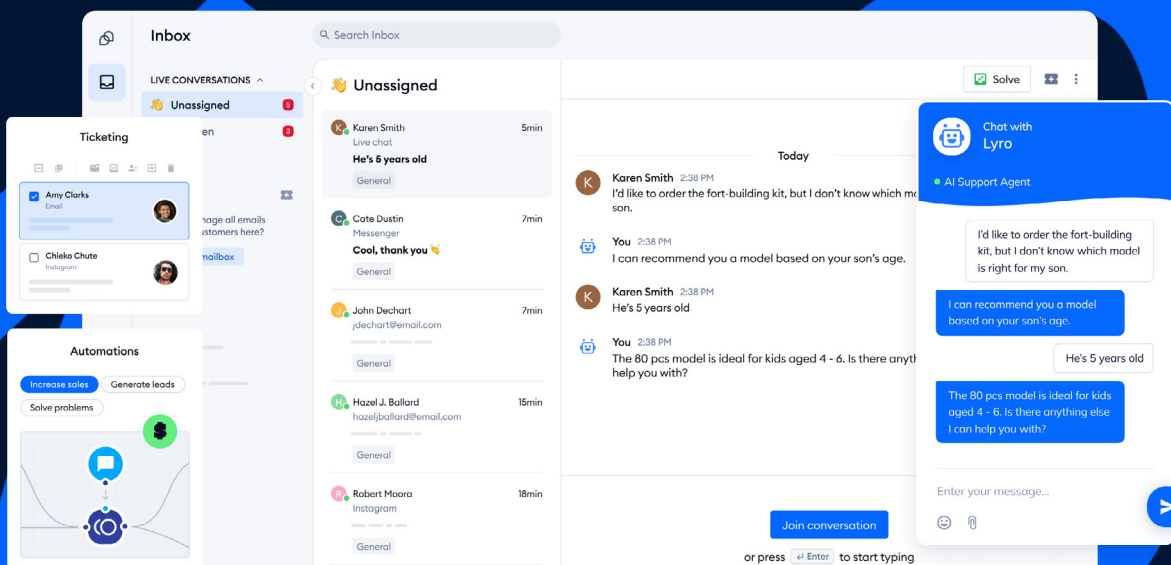 Inbox
Search Inbox
LIVE CONVERSATIONS
Unassigned
5
en
3
nage all emails
ustomers here?
mailbox
Ticketing
Amy Clarks
Email
Chieko Chute
Instagram
Automations
Increase sales
Generate leads
Solve problems
$
Unassigned
K
Karen Smith
5min
Live chat
He's 5 years old
General
C
Cate Dustin
7min
Messenger
Cool, thank you
General
J
John Dechart
7min
jdechart@email.com
General
H
Hazel J. Ballard
15min
hazeljballard@email.com
General
R
Robert Moora
18min
Instagram
General
Solve
Today
K
Karen Smith 2:38 PM
I'd like to order the fort-building kit, but I don't know which mo
son.
You 2:38 PM
I can recommend you a model based on your son's age.
K
Karen Smith 2:38 PM
He's 5 years old
You 2:38 PM
The 80 pcs model is ideal for kids aged 4 - 6. Is there anyth
help you with?
Join conversation
or press ↵ Enter to start typing
Chat with
Lyro
AI Support Agent
I'd like to order the fort-building
kit, but I don't know which model
is right for my son.
I can recommend you a model
based on your son's age.
He's 5 years old
The 80 pcs model is ideal for kids
aged 4 - 6. Is there anything else
I can help you with?
Enter your message...